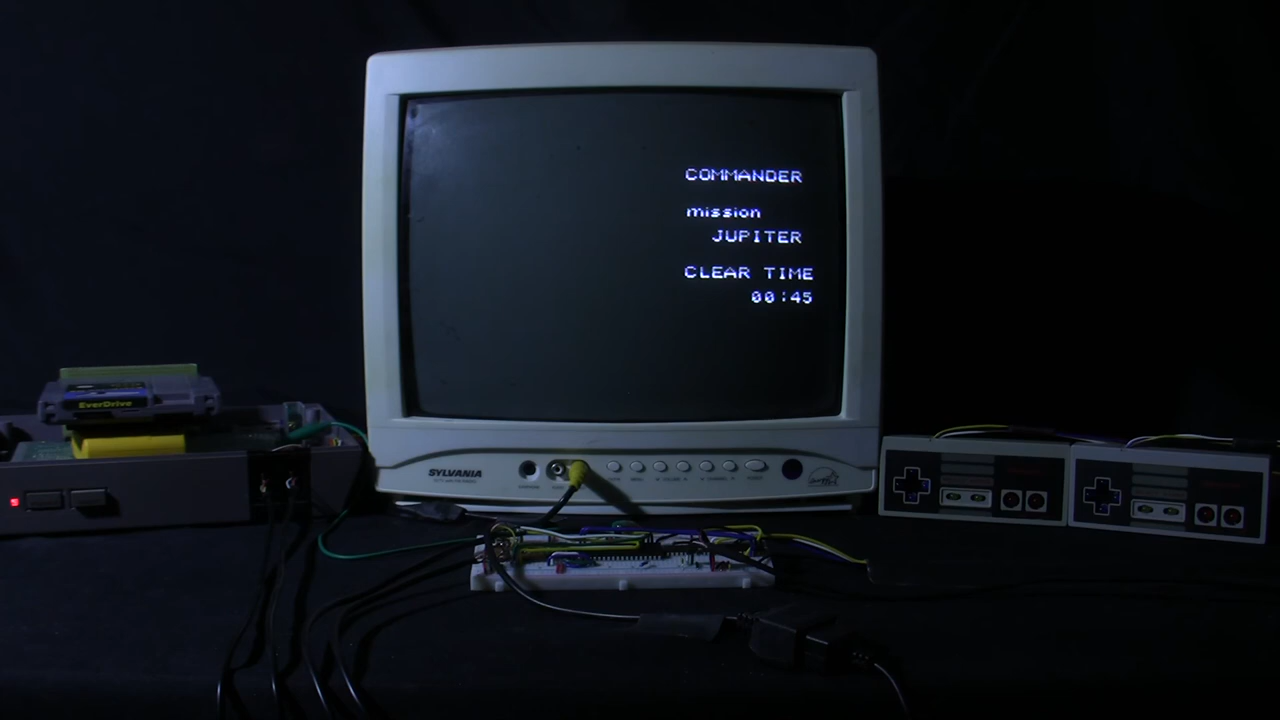 COMMANDER
mission
JUPITER
CLEAR TIME
00:45
EverDrive
SYLVANIA